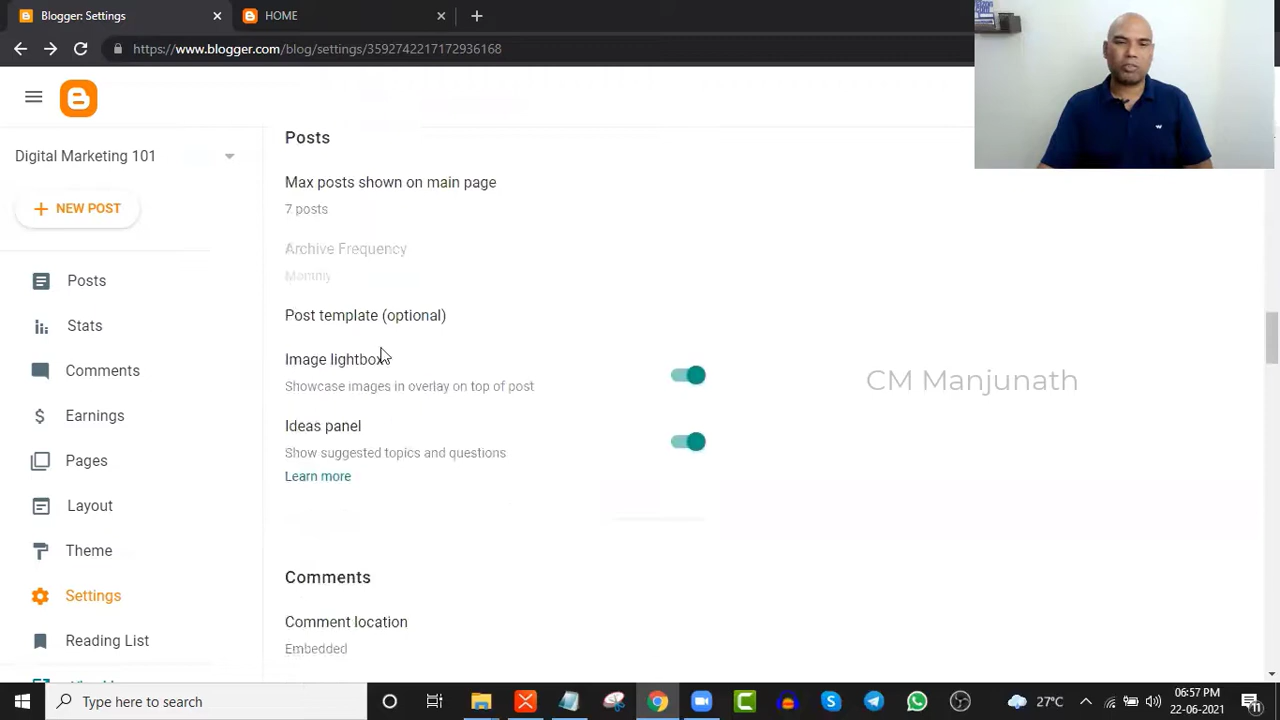 Blogger: Settings
HOME
https://www.blogger.com/blog/settings/3592742217172936168
Digital Marketing 101
NEW POST
Posts
Stats
Comments
Earnings
Pages
Layout
Theme
Settings
Reading List
Posts
Max posts shown on main page
7 posts
Archive Frequency
Monthly
Post template (optional)
Image lightbox
Showcase images in overlay on top of post
Ideas panel
Show suggested topics and questions
Learn more
Comments
Comment location
Embedded
CM Manjunath
Type here to search
27°C
06:57 PM
22-06-2021
11